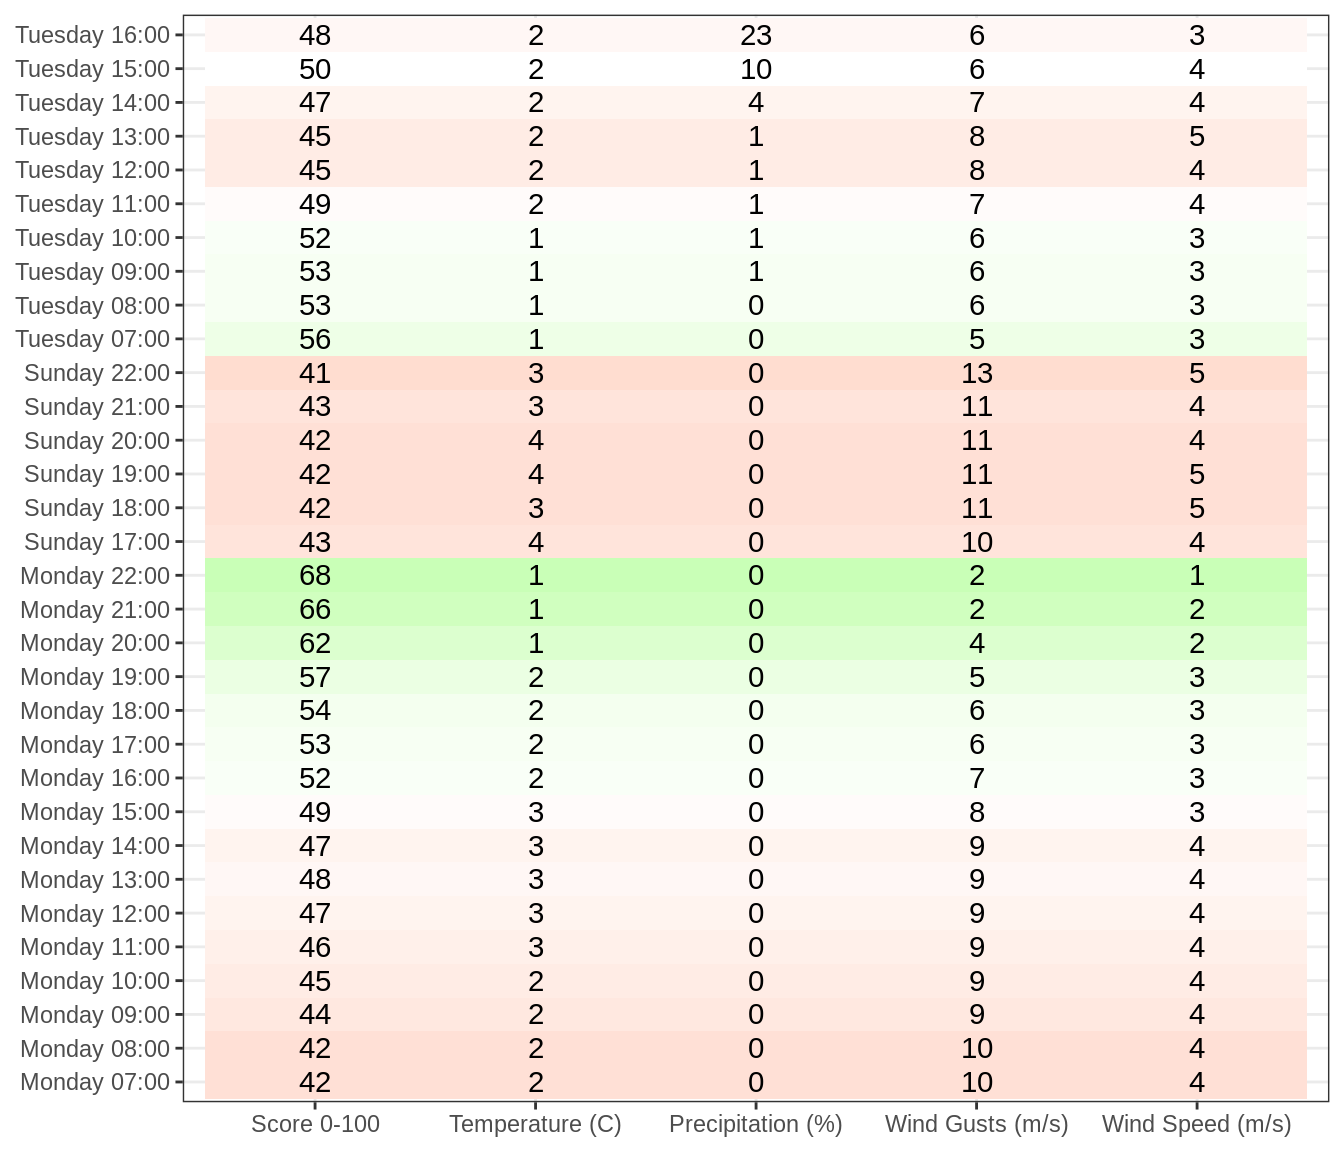 Tuesday 16:00 48 2 23 6 3
Tuesday 15:00 50 2 10 6 4
Tuesday 14:00 47 2 4 7 4
Tuesday 13:00 45 2 1 8 5
Tuesday 12:00 45 2 1 8 4
Tuesday 11:00 49 2 1 7 4
Tuesday 10:00 52 1 1 6 3
Tuesday 09:00 53 1 1 6 3
Tuesday 08:00 53 1 0 6 3
Tuesday 07:00 56 1 0 5 3
Sunday 22:00 41 3 0 13 5
Sunday 21:00 43 3 0 11 4
Sunday 20:00 42 4 0 11 4
Sunday 19:00 42 4 0 11 5
Sunday 18:00 42 3 0 11 5
Sunday 17:00 43 4 0 10 4
Monday 22:00 68 1 0 2 1
Monday 21:00 66 1 0 2 2
Monday 20:00 62 1 0 4 2
Monday 19:00 57 2 0 5 3
Monday 18:00 54 2 0 6 3
Monday 17:00 53 2 0 6 3
Monday 16:00 52 2 0 7 3
Monday 15:00 49 3 0 8 3
Monday 14:00 47 3 0 9 4
Monday 13:00 48 3 0 9 4
Monday 12:00 47 3 0 9 4
Monday 11:00 46 3 0 9 4
Monday 10:00 45 2 0 9 4
Monday 09:00 44 2 0 9 4
Monday 08:00 42 2 0 10 4
Monday 07:00 42 2 0 10 4
Score 0-100 Temperature (C) Precipitation (%) Wind Gusts (m/s) Wind Speed (m/s)